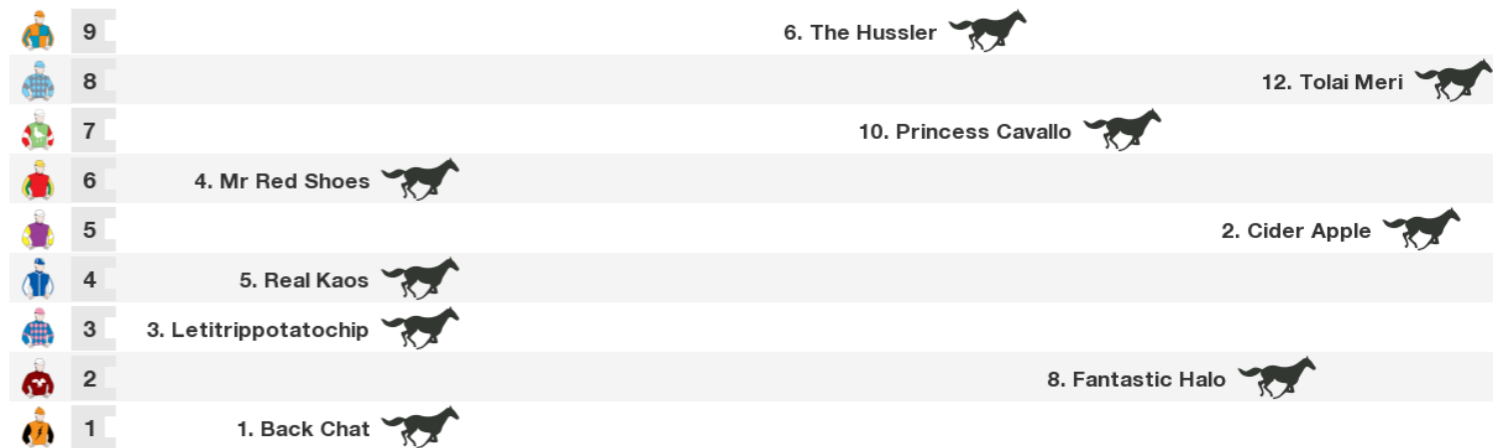 9 6. The Hussler
8 12. Tolai Meri
7 10. Princess Cavallo
6 4. Mr Red Shoes
5 2. Cider Apple
4 5. Real Kaos
3 3. Letitrippotatochip
2 8. Fantastic Halo
1 1. Back Chat